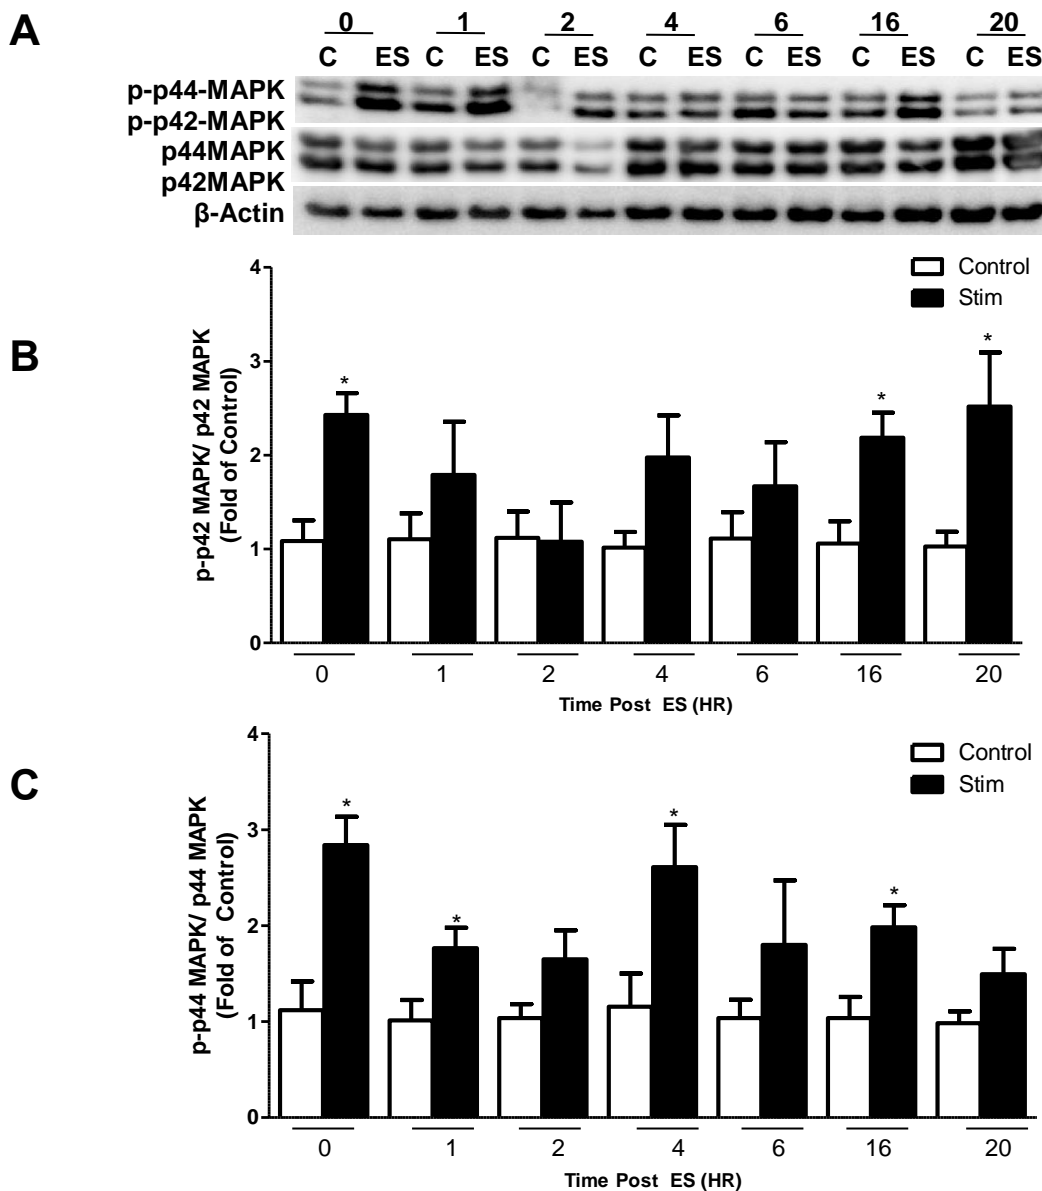 A
0 1 2 4 6 16 20
C ES C ES C ES C ES C ES C ES C ES
p-p44-MAPK
p-p42-MAPK
p44MAPK
p42MAPK
β-Actin
B
p-p42 MAPK/ p42 MAPK
(Fold of Control)
4
3
2
1
0
Control
Stim
* * *
0 1 2 4 6 16 20
Time Post ES (HR)
C
p-p44 MAPK/ p44 MAPK
(Fold of Control)
4
3
2
1
0
Control
Stim
* * * *
0 1 2 4 6 16 20
Time Post ES (HR)